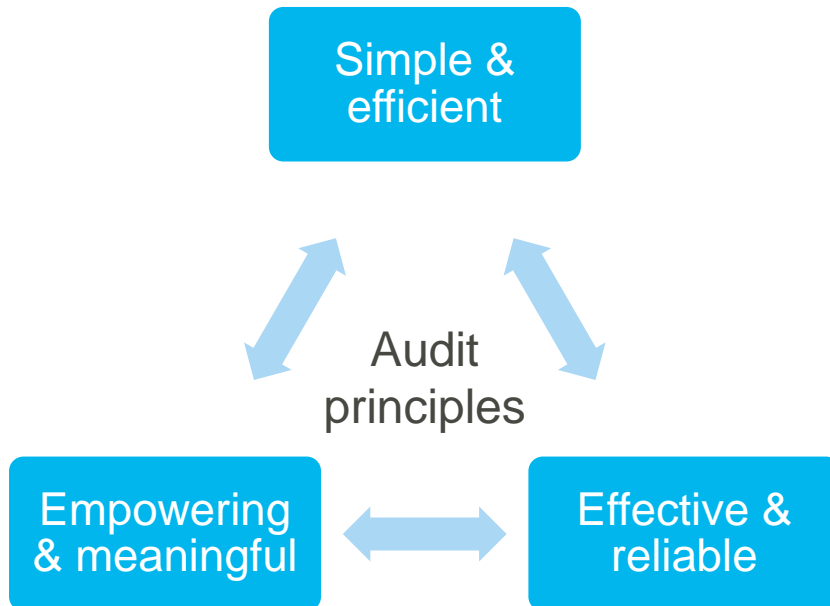 Simple &
efficient
Audit
principles
Empowering
& meaningful
Effective &
reliable